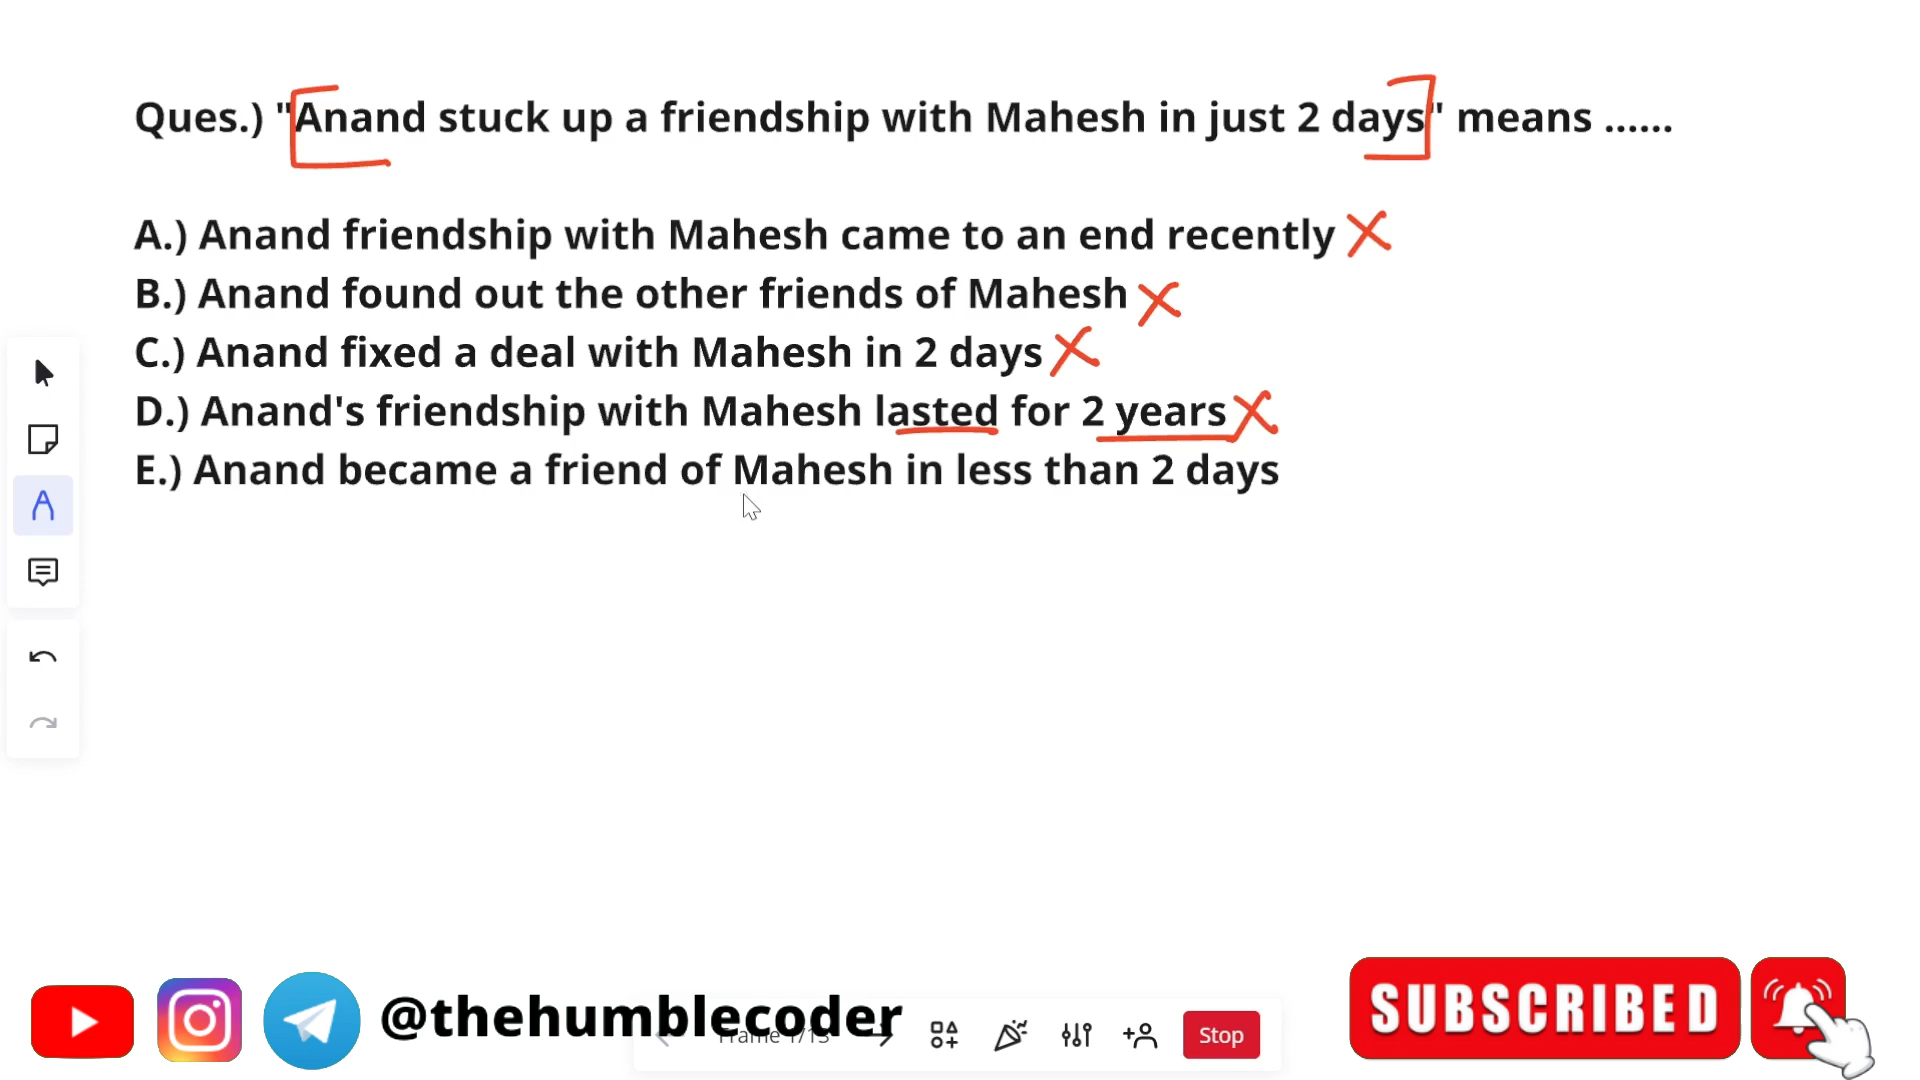 Ques.) "Anand stuck up a friendship with Mahesh in just 2 days" means ......
A.) Anand friendship with Mahesh came to an end recently
B.) Anand found out the other friends of Mahesh
C.) Anand fixed a deal with Mahesh in 2 days
D.) Anand's friendship with Mahesh lasted for 2 years
E.) Anand became a friend of Mahesh in less than 2 days
@thehumblecoder
Frame 1/13
Stop
SUBSCRIBED